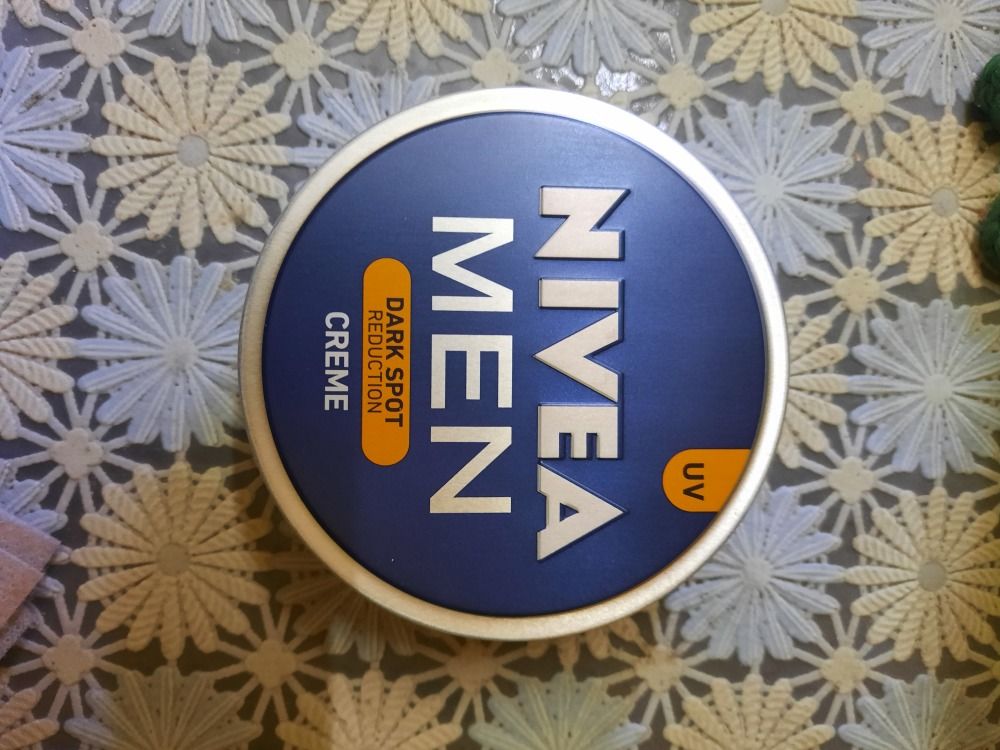 UV
NIVEA
MEN
DARK SPOT
REDUCTION
CREME